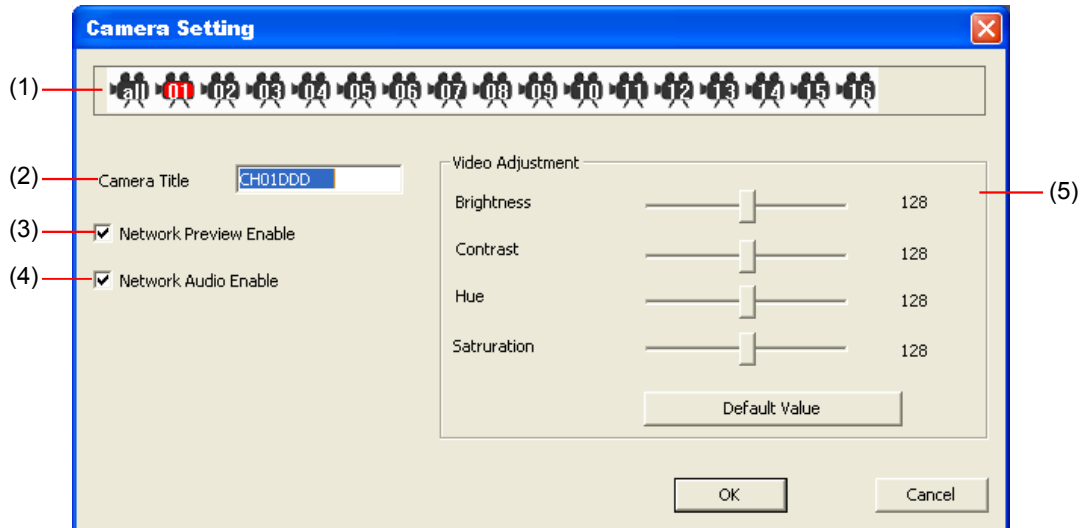 Camera Setting
(1) all 01 02 03 04 05 06 07 08 09 10 11 12 13 14 15 16
Video Adjustment
(2) Camera Title CH01DDD
(5)
Brightness 128
(3) Network Preview Enable
Contrast 128
(4) Network Audio Enable
Hue 128
Satruration 128
Default Value
OK Cancel